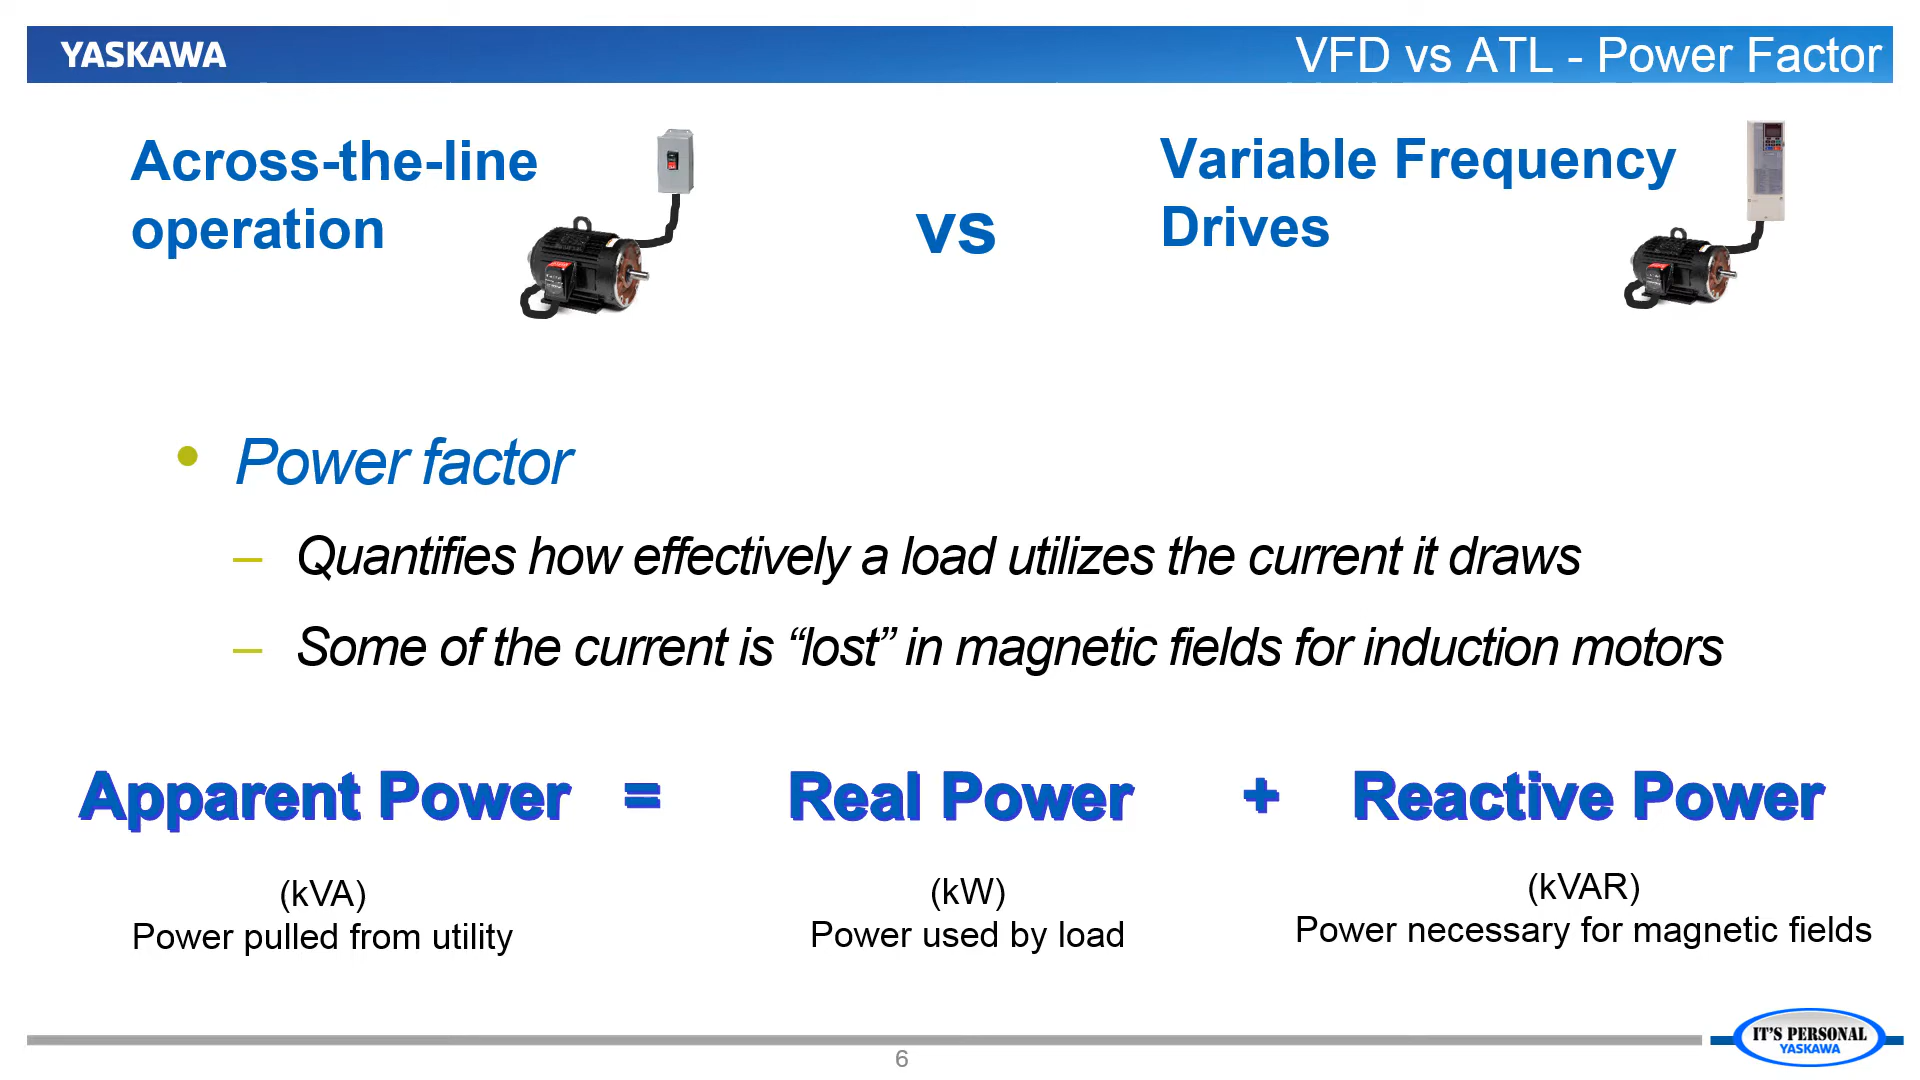 YASKAWA
VFD vs ATL - Power Factor
Across-the-line
operation
vs
Variable Frequency
Drives
• Power factor
– Quantifies how effectively a load utilizes the current it draws
– Some of the current is “lost” in magnetic fields for induction motors
Apparent Power = Real Power + Reactive Power
(kVA)
Power pulled from utility
(kW)
Power used by load
(kVAR)
Power necessary for magnetic fields
IT'S PERSONAL
YASKAWA
6